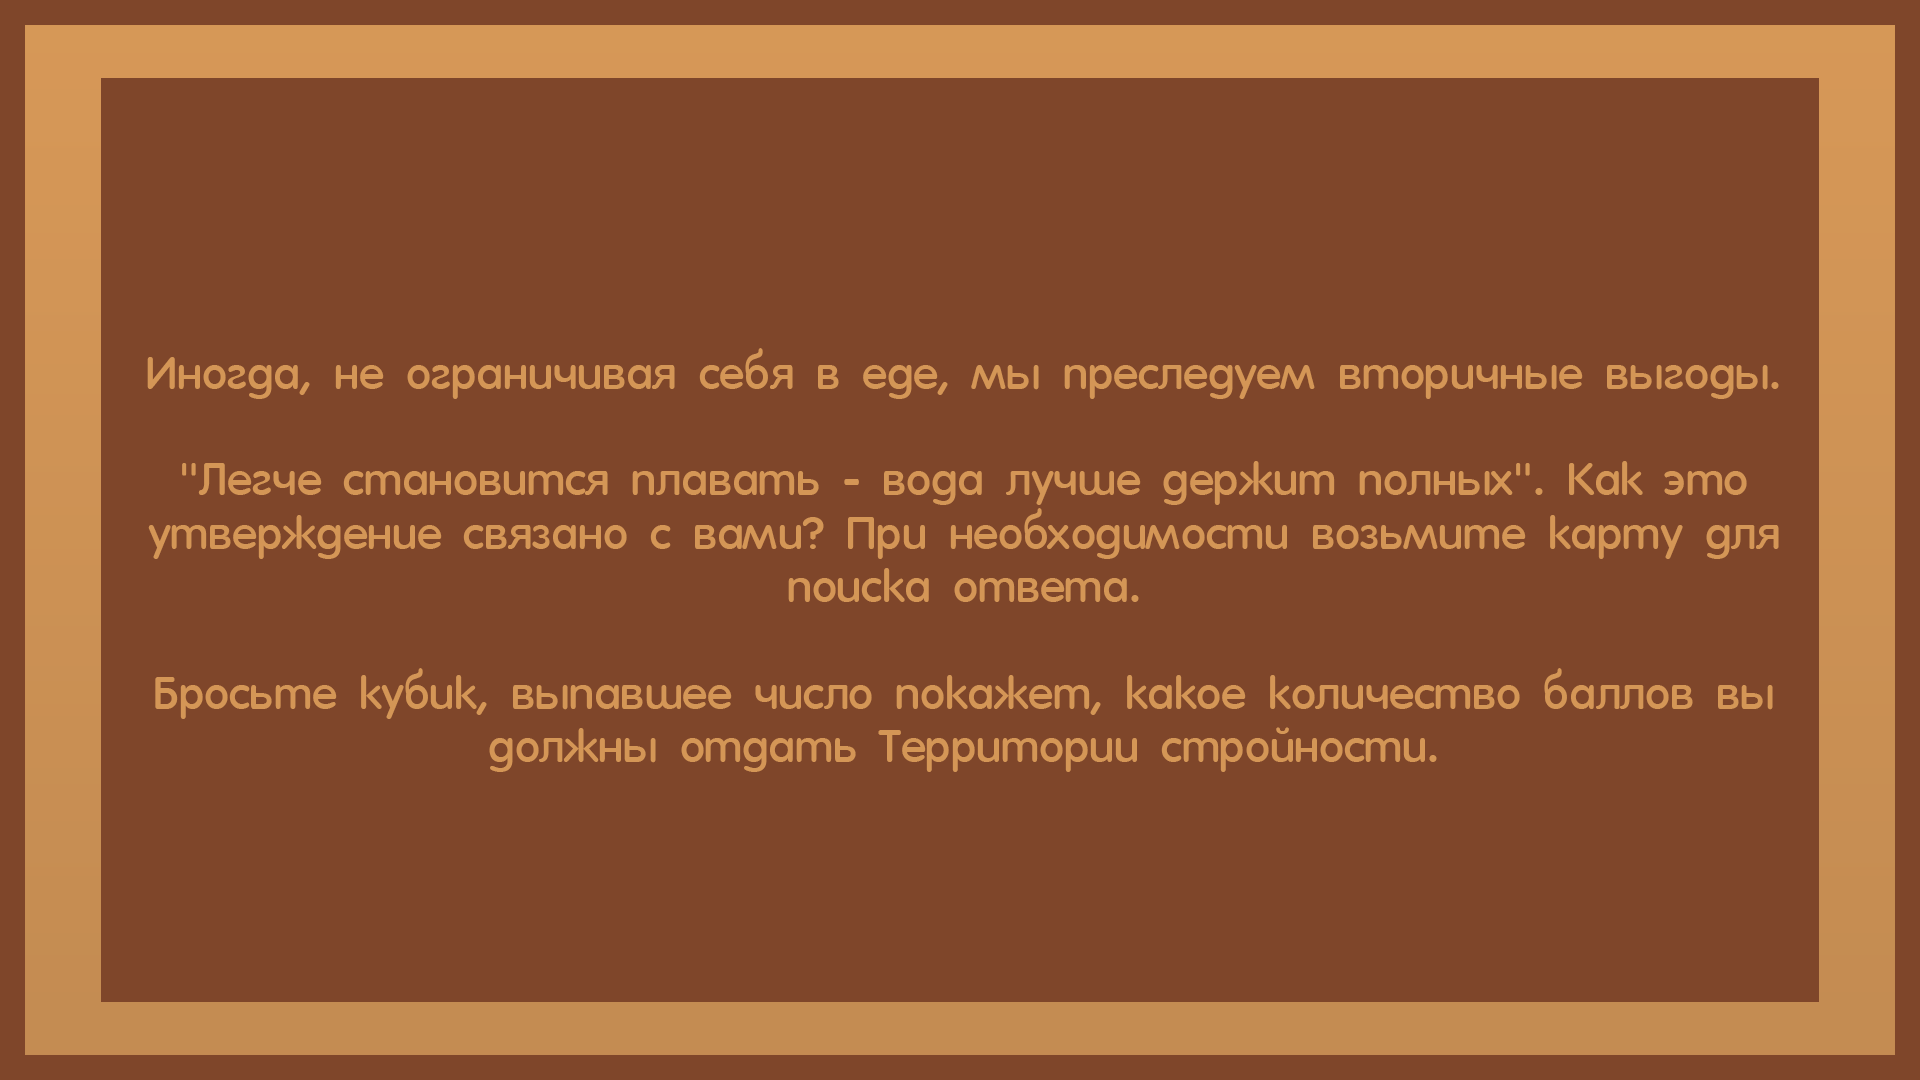 Иногда, не ограничивая себя в еде, мы преследуем вторичные выгоды.
"Легче становится плавать - вода лучше держит полных". Как это
утверждение связано с вами? При необходимости возьмите карту для
поиска ответа.
Бросьте кубик, выпавшее число покажет, какое количество баллов вы
должны отдать Территории стройности.